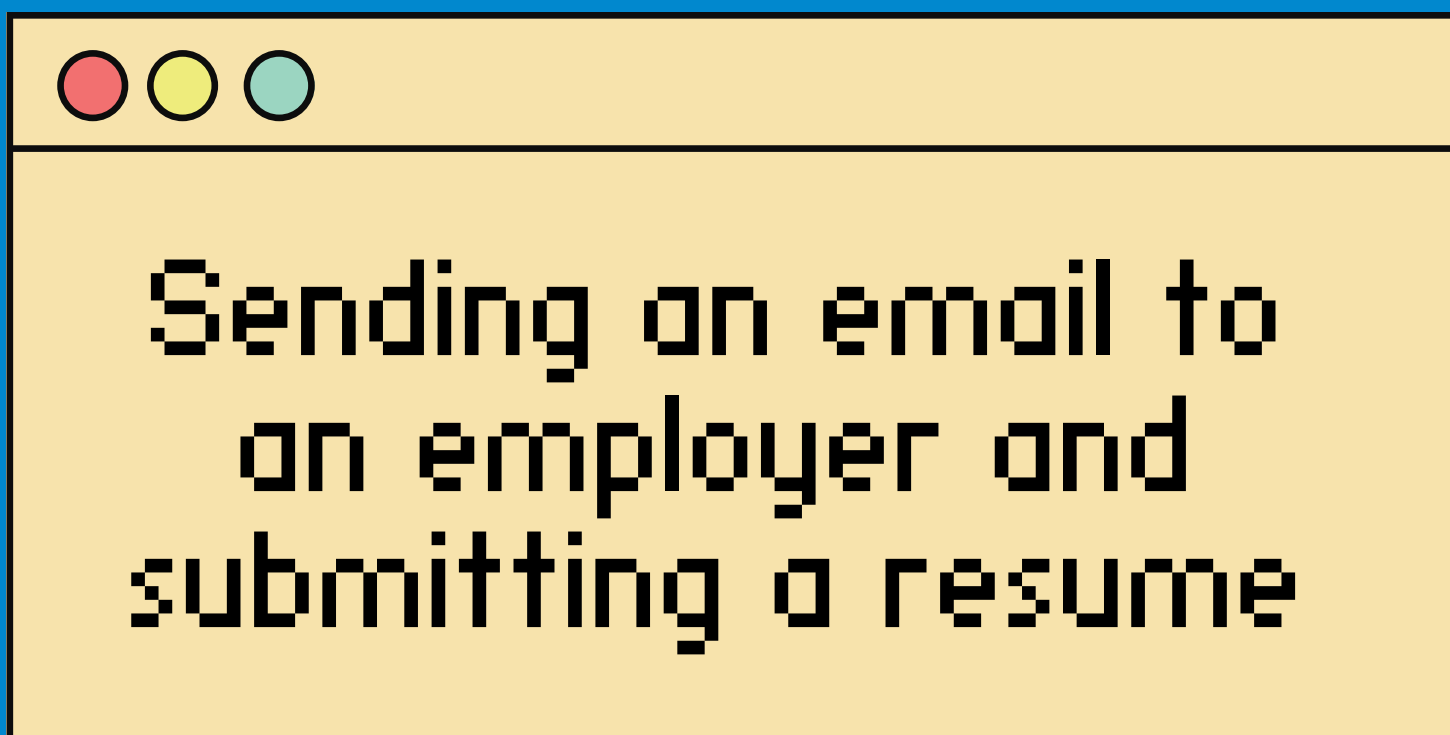 Sending an email to
an employer and
submitting a resume